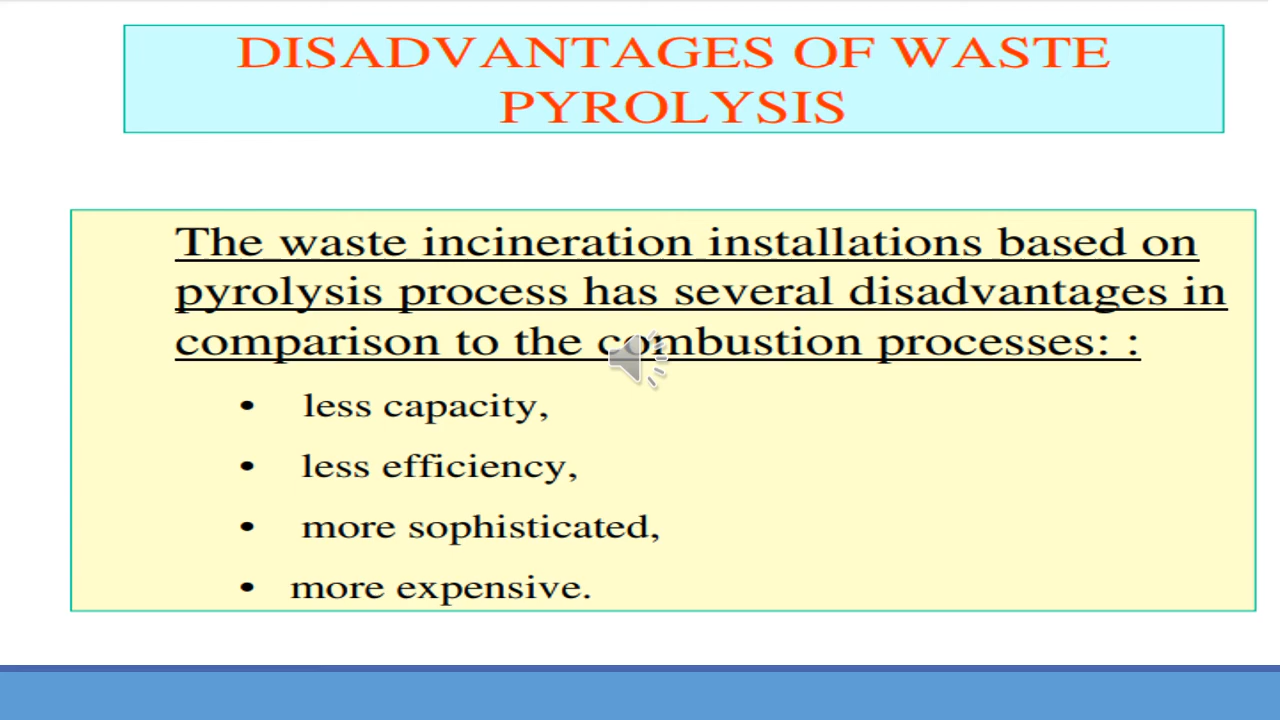 DISADVANTAGES OF WASTE
PYROLYSIS
The waste incineration installations based on
pyrolysis process has several disadvantages in
comparison to the combustion processes: :
• less capacity,
• less efficiency,
• more sophisticated,
• more expensive.